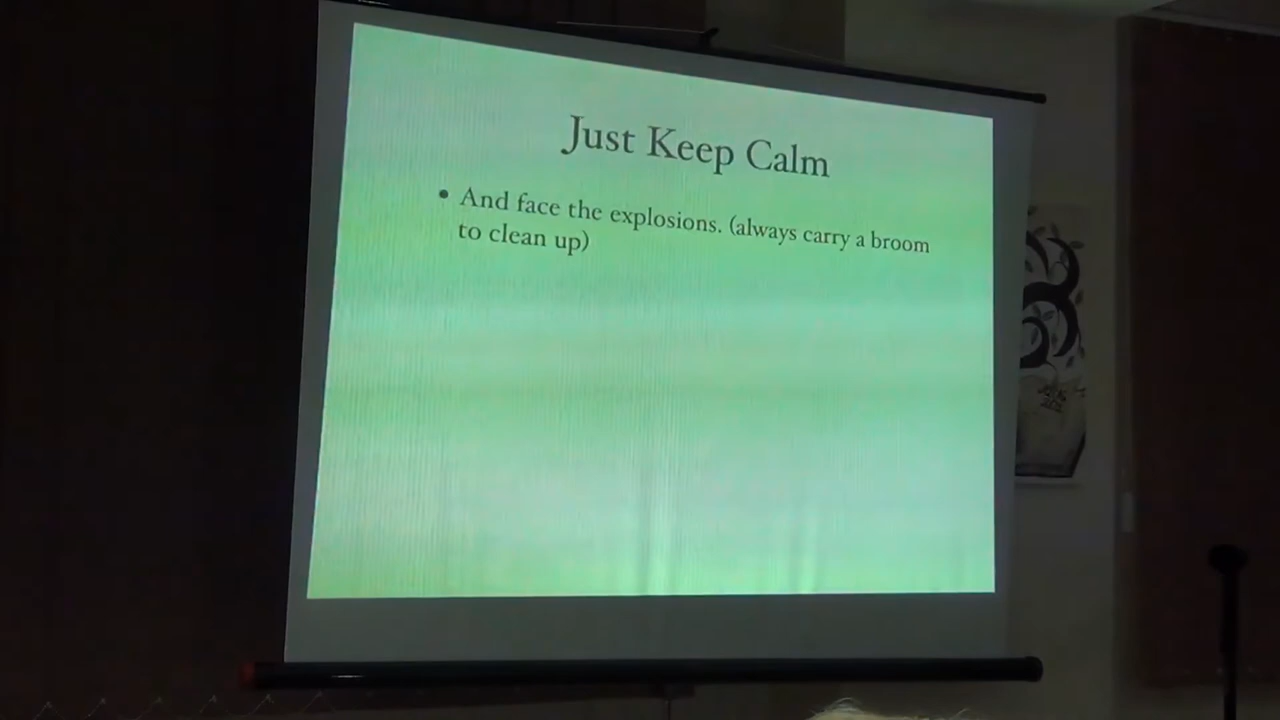 Just Keep Calm
• And face the explosions. (always carry a broom
to clean up)